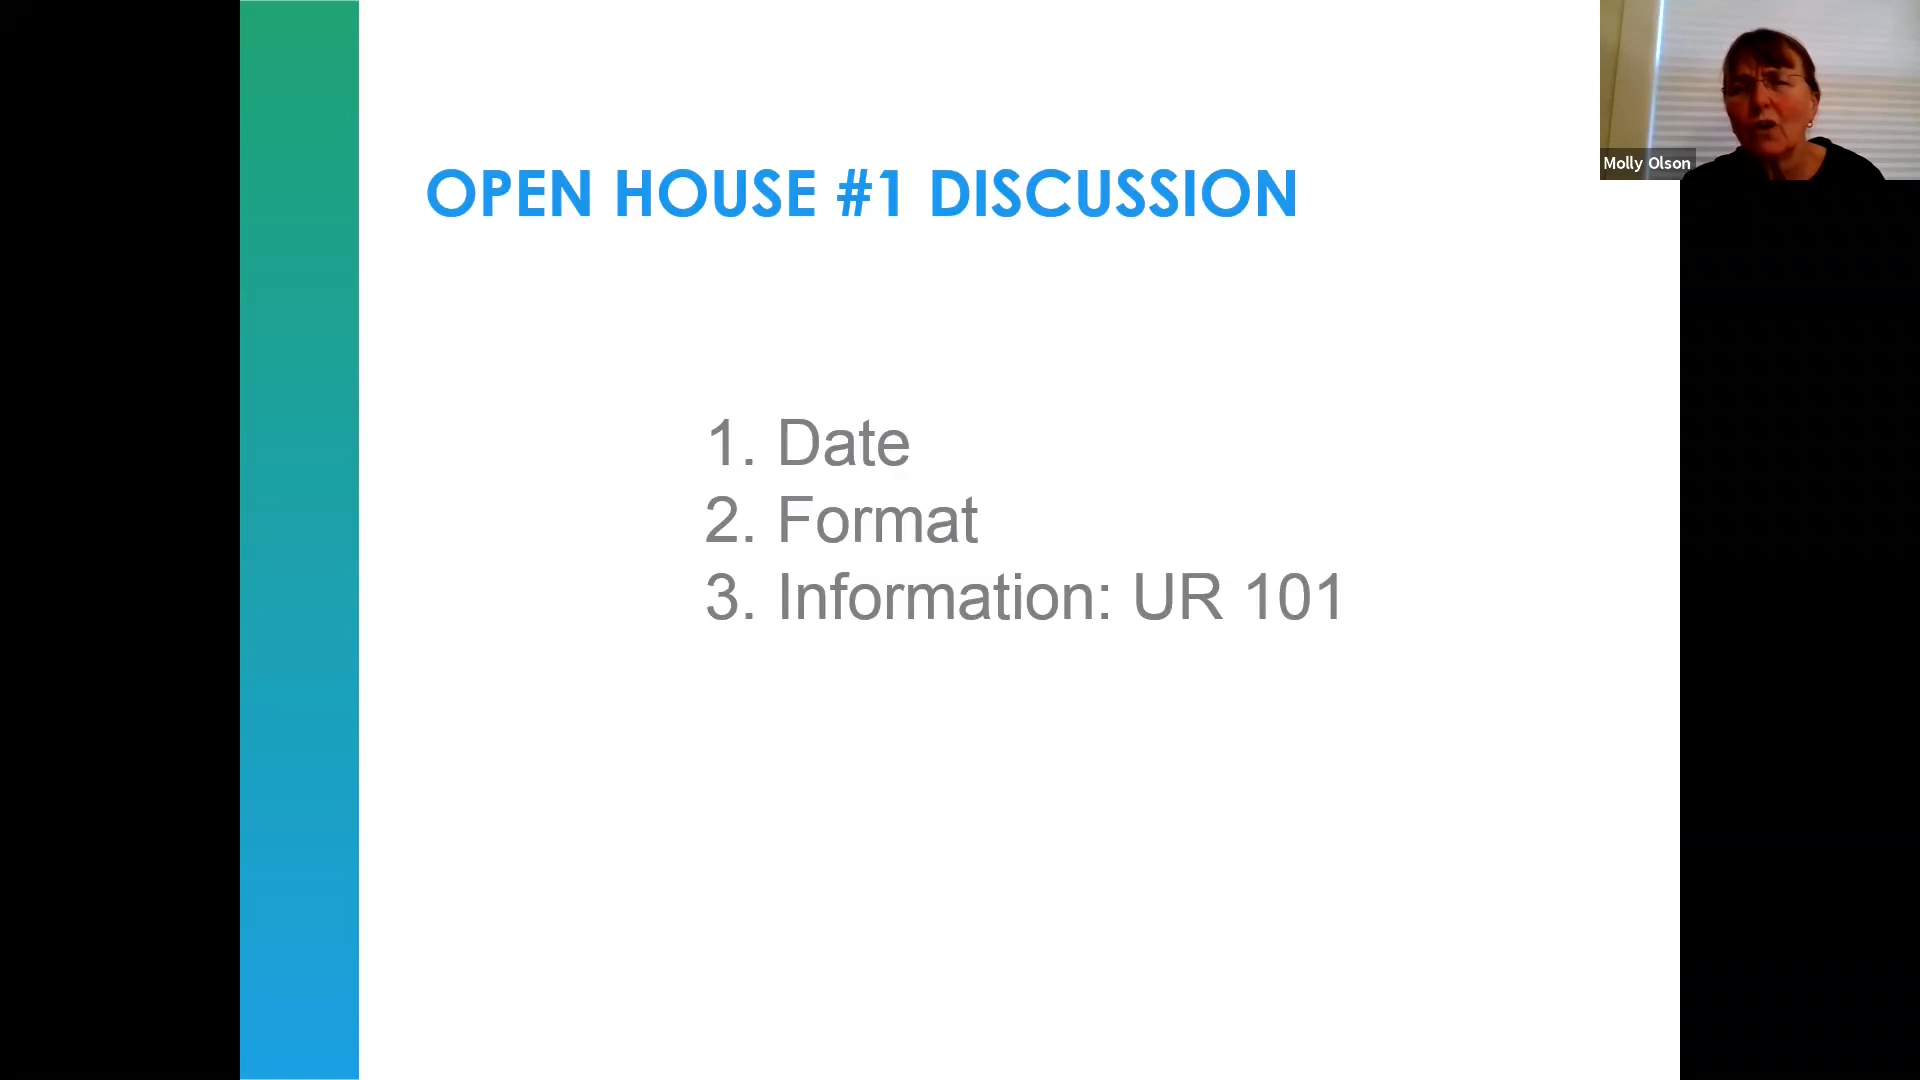 OPEN HOUSE #1 DISCUSSION
1. Date
2. Format
3. Information: UR 101
Molly Olson